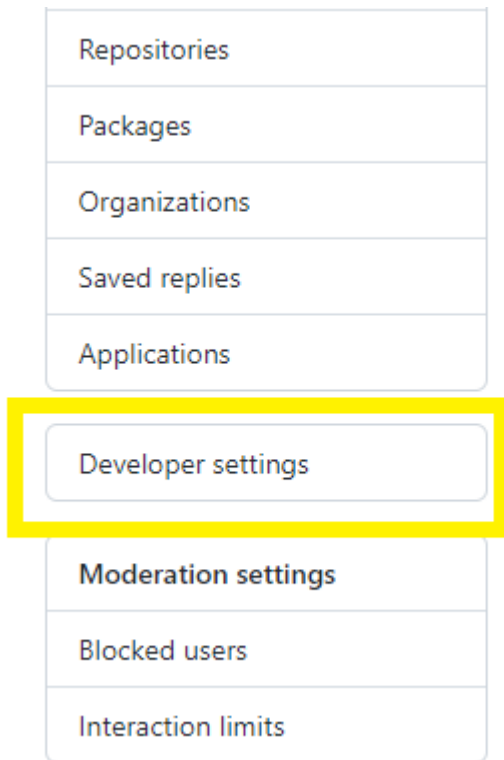 Repositories
Packages
Organizations
Saved replies
Applications
Developer settings
Moderation settings
Blocked users
Interaction limits